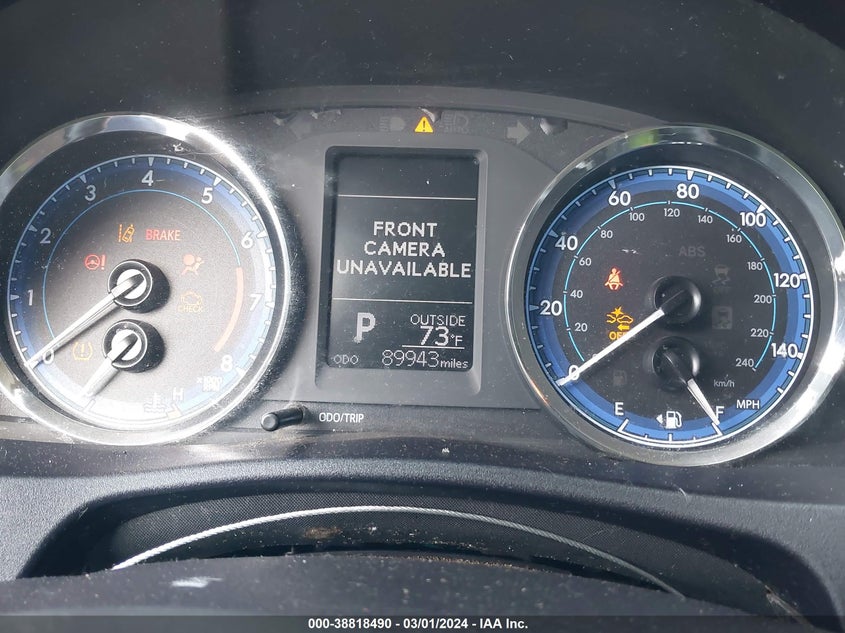 BRAKE
CHECK
0 1 2 3 4 5 6 7 8
H
FRONT
CAMERA
UNAVAILABLE
P
OUTSIDE
73°F
ODO 89943 miles
ODO/TRIP
0 20 40 60 80 100 120 140
20 40 60 80 100 120 140 160 180 200 220 240
ABS
OFF
km/h
MPH
E F
000-38818490 - 03/01/2024 - IAA Inc.